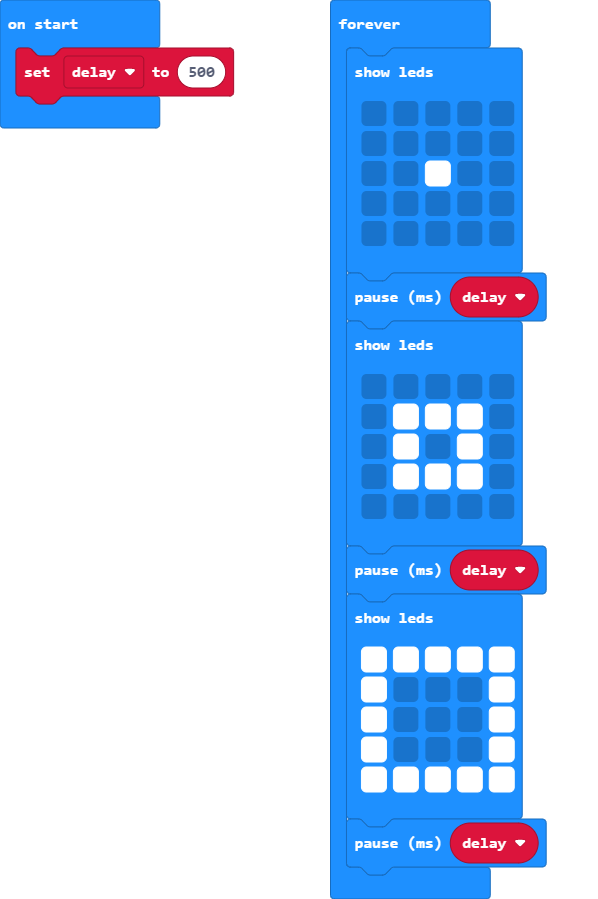 on start
set delay to 500
forever
show leds
pause (ms) delay
show leds
pause (ms) delay
show leds
pause (ms) delay